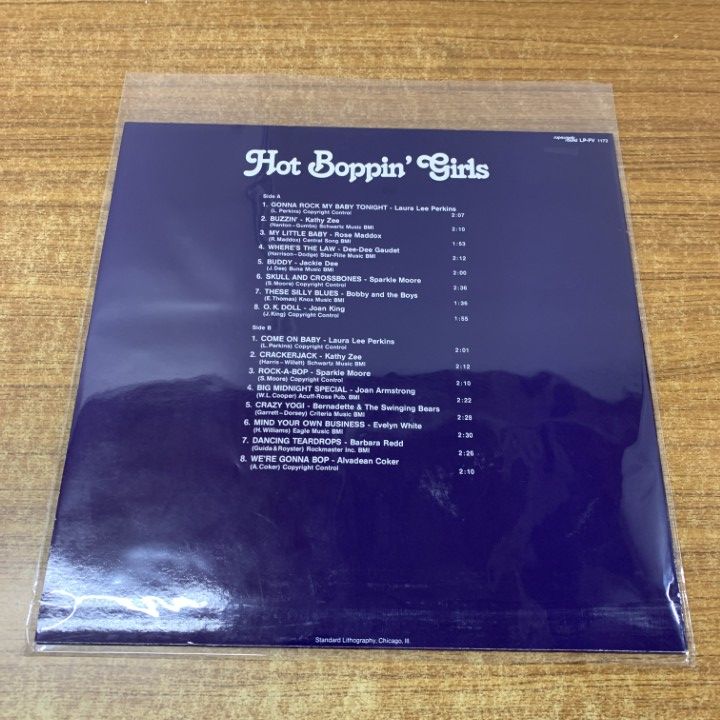 LP-FV 1173
Hot Boppin' Girls
Side A
1. GONNA ROCK MY BABY TONIGHT - Laura Lee Perkins
(L. Perkins) Copyright Control 2:07
2. BUZZIN' - Kathy Zee
(Nanton-Gumbs) Schwartz Music BMI 2:10
3. MY LITTLE BABY - Rose Maddox
(R. Maddox) Central Song BMI 1:53
4. WHERE'S THE LAW - Dee-Dee Gaudet
(Harrison-Dodge) Star-Flite Music BMI 2:12
5. BUDDY - Jackie Dee
(J. Dee) Buna Music BMI 2:00
6. SKULL AND CROSSBONES - Sparkle Moore
(S. Moore) Copyright Control 2:36
7. THESE SILLY BLUES - Bobby and the Boys
(E. Thomas) Knox Music BMI 1:36
8. O. K. DOLL - Joan King
(J. King) Copyright Control 1:55
Side B
1. COME ON BABY - Laura Lee Perkins
(L. Perkins) Copyright Control 2:01
2. CRACKERJACK - Kathy Zee
(Harris-Willett) Schwartz Music BMI 2:12
3. ROCK-A-BOP - Sparkle Moore
(S. Moore) Copyright Control 2:10
4. BIG MIDNIGHT SPECIAL - Joan Armstrong
(W.L. Cooper) Acuff-Rose Pub. BMI 2:22
5. CRAZY YOGI - Bernadette & The Swinging Bears
(Garrett-Dorsey) Criteria Music BMI 2:28
6. MIND YOUR OWN BUSINESS - Evelyn White
(H. Williams) Eagle Music BMI 2:30
7. DANCING TEARDROPS - Barbara Redd
(Guida & Royster) Rockmaster Inc. BMI 2:26
8. WE'RE GONNA BOP - Alvadean Coker
(A. Coker) Copyright Control 2:10
Standard Lithography, Chicago, Ill.